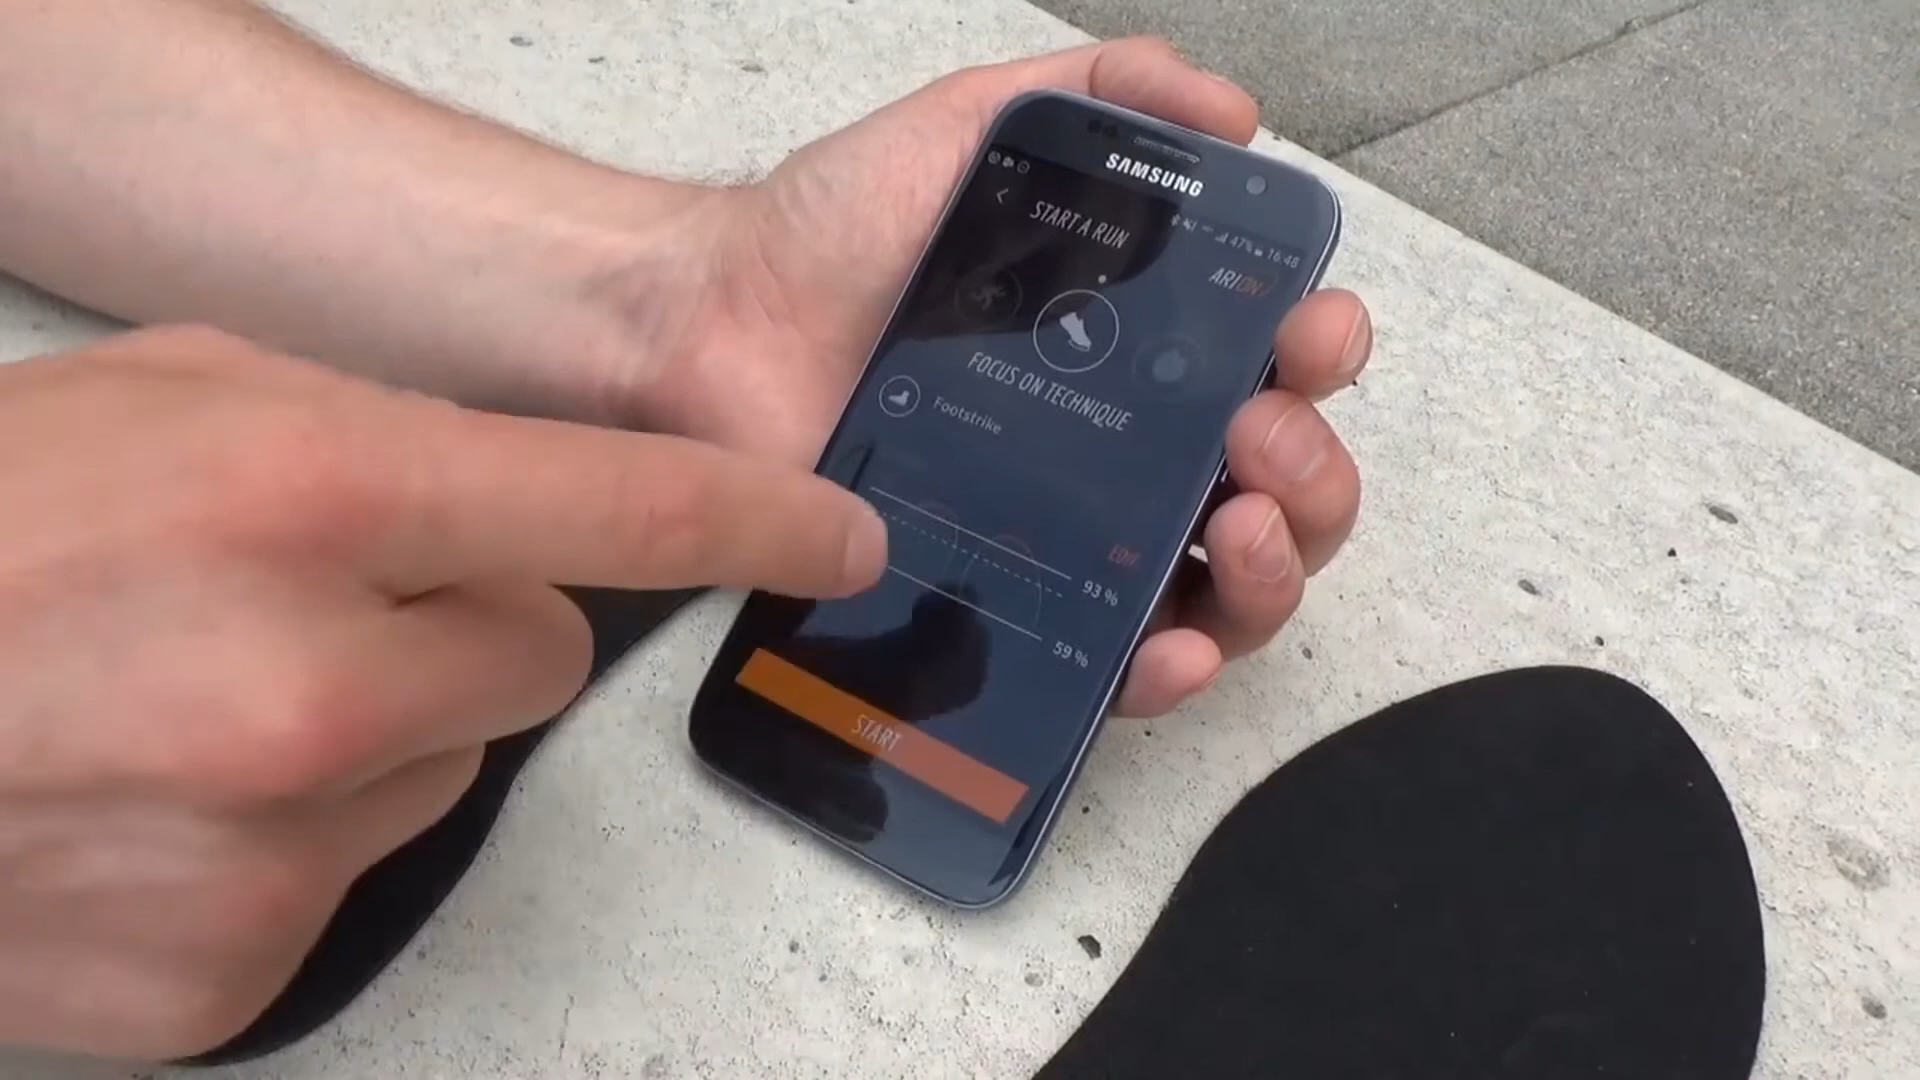 SAMSUNG
47% 16:48
START A RUN
ARION
FOCUS ON TECHNIQUE
Footstrike
EDIT
93 %
59 %
START